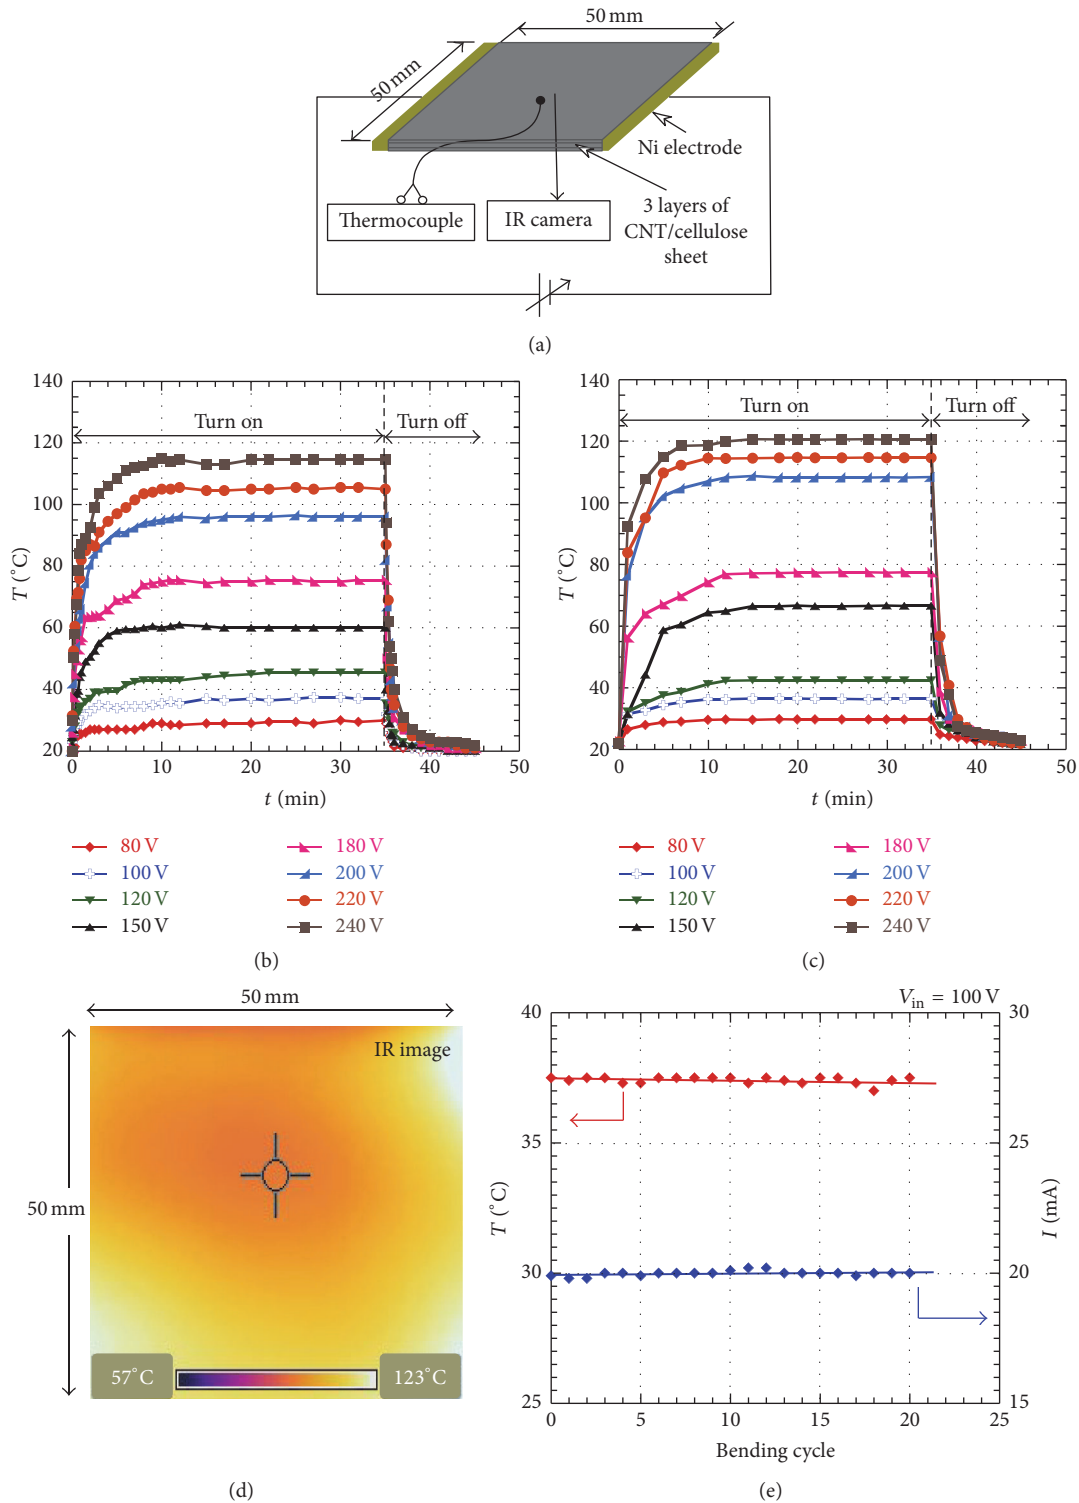 50 mm
50 mm
Ni electrode
Thermocouple
IR camera
3 layers of
CNT/cellulose
sheet
(a)
140
120
100
80
60
40
20
0
10
20
30
40
50
T (°C)
t (min)
Turn on
Turn off
80 V
100 V
120 V
150 V
180 V
200 V
220 V
240 V
(b)
140
120
100
80
60
40
20
0
10
20
30
40
50
T (°C)
t (min)
Turn on
Turn off
80 V
100 V
120 V
150 V
180 V
200 V
220 V
240 V
(c)
50 mm
50 mm
IR image
57°C
123°C
(d)
V_in = 100 V
40
35
30
25
T (°C)
30
25
20
15
I (mA)
0
5
10
15
20
25
Bending cycle
(e)